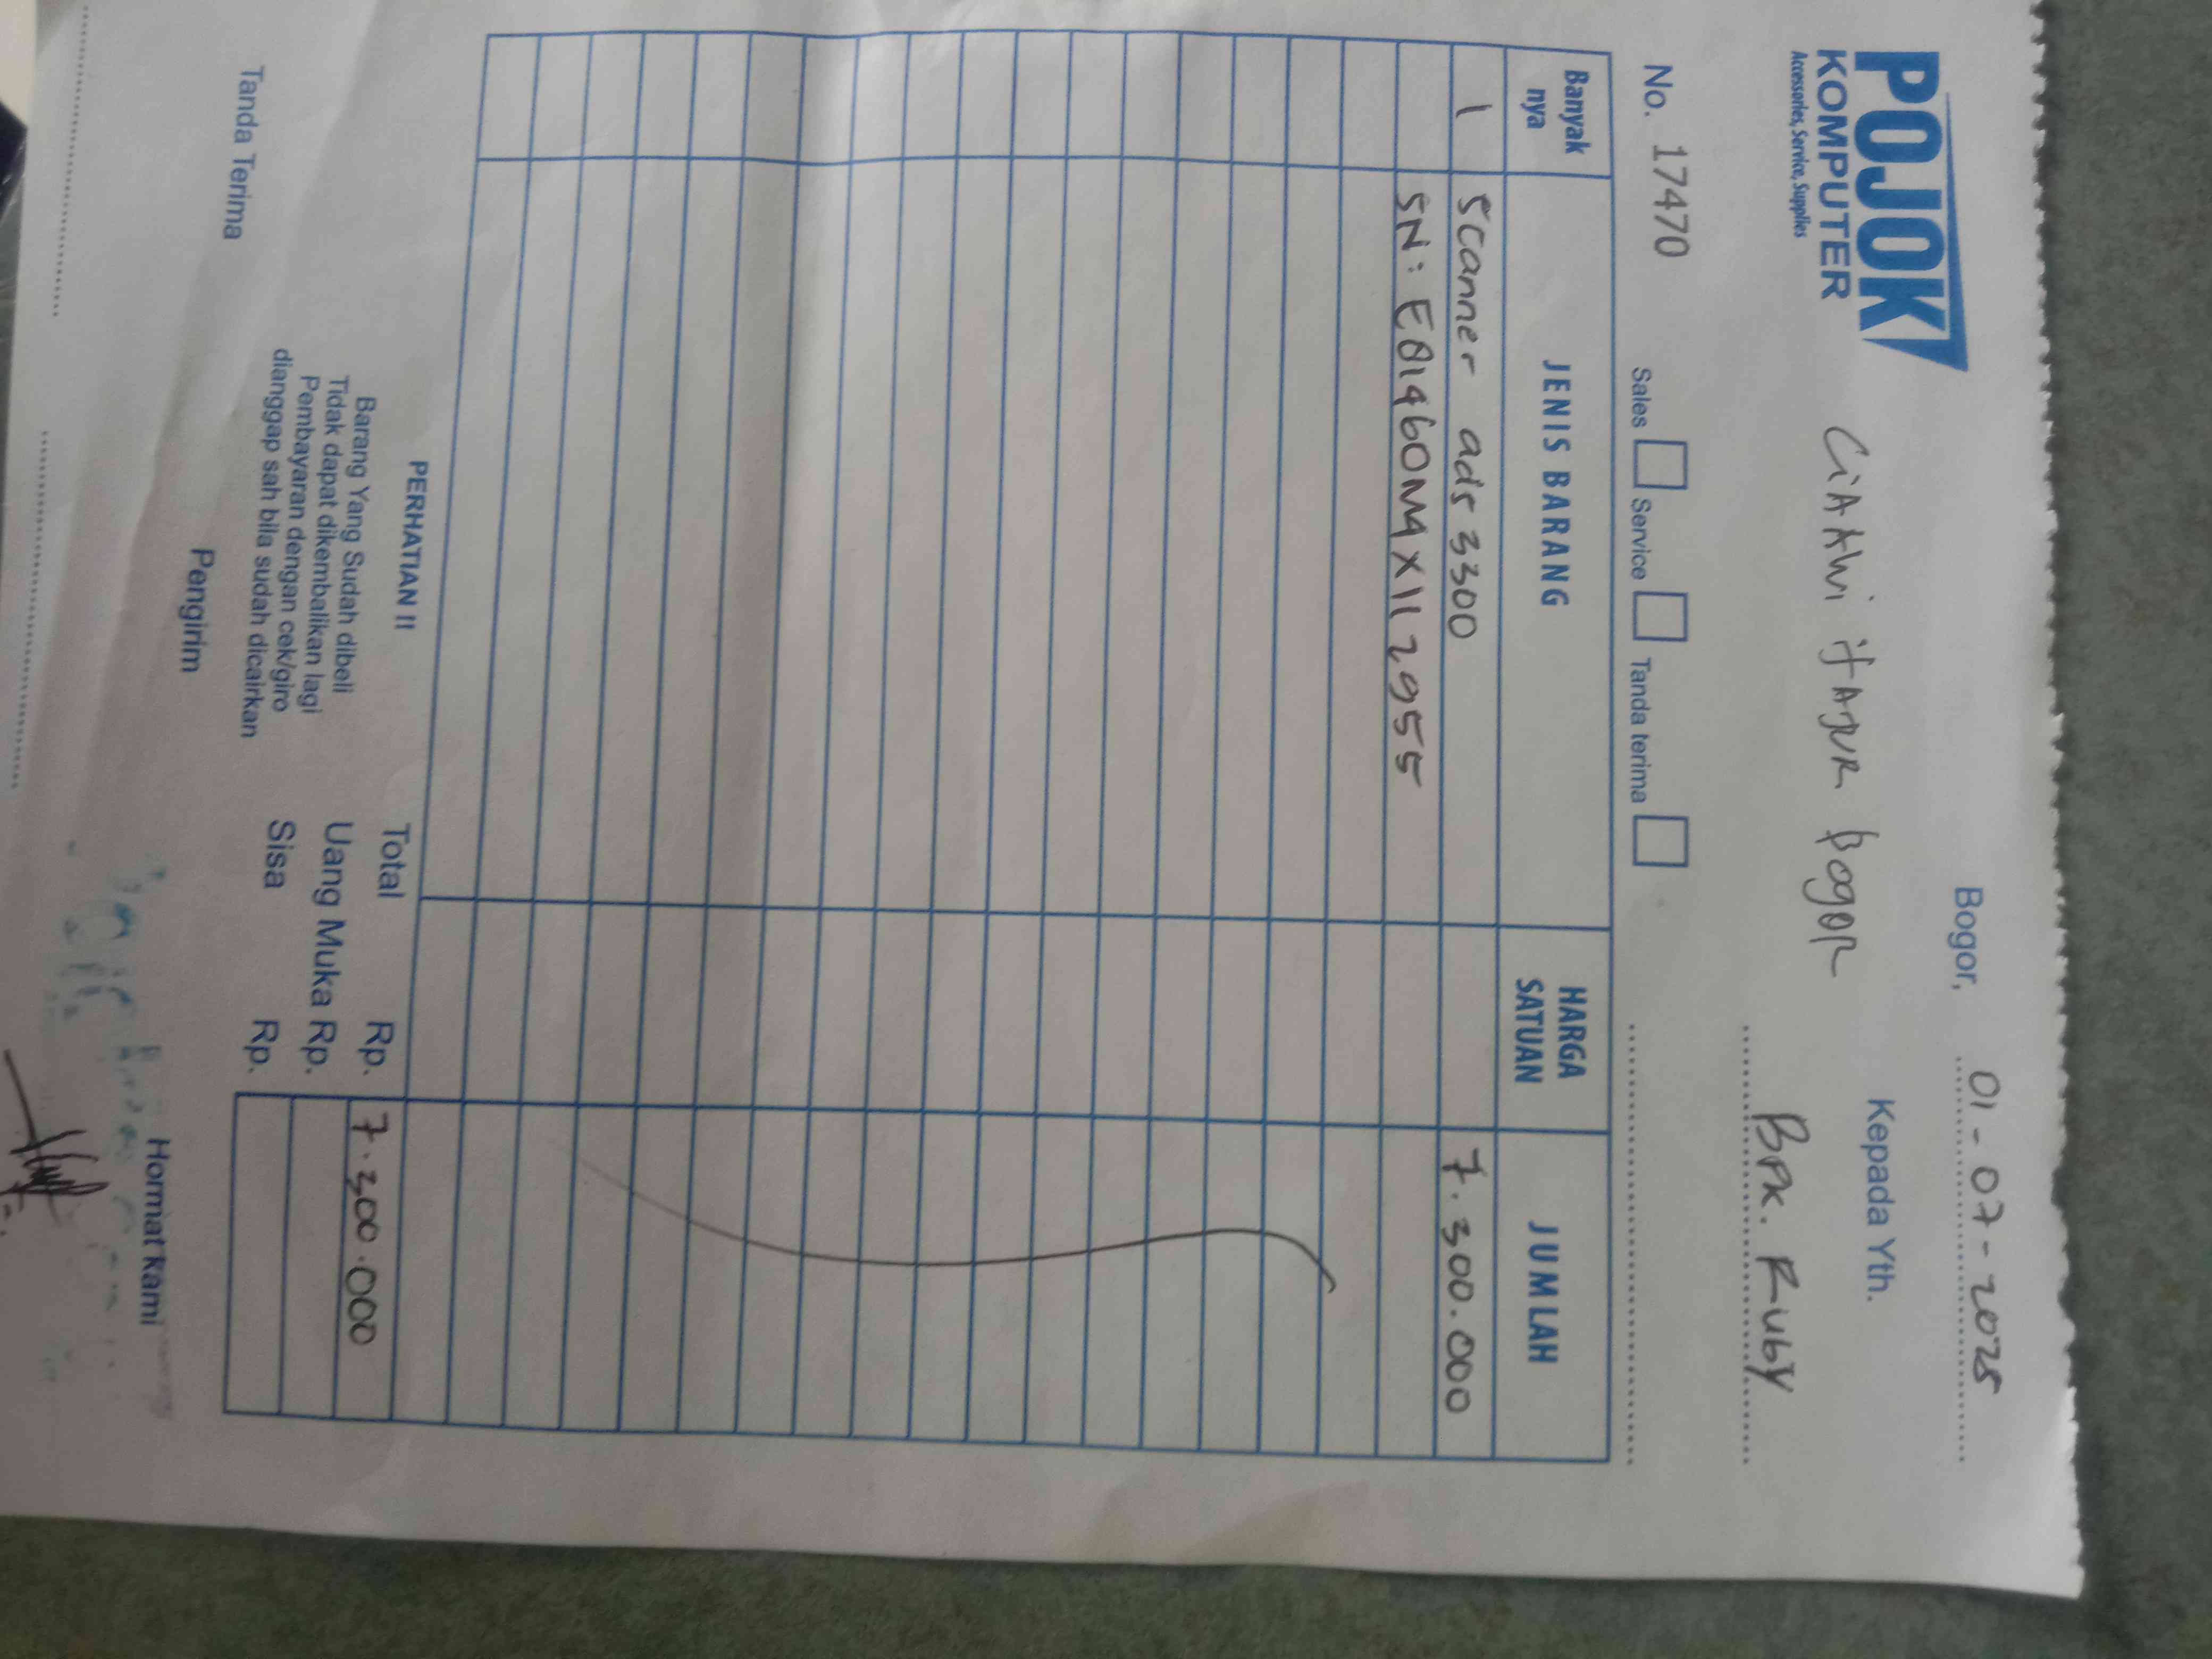 POJOK
KOMPUTER
Accessories, Service, Supplies
Bogor, 01-07-2025
Kepada Yth.
Bpk. Ruby
Bogor
No. 17470
Sales Service Tanda terima
Banyak nya JENIS BARANG HARGA SATUAN JUMLAH
1 Scanner ads 3300 7.300.000
PERHATIAN !!
Barang Yang Sudah dibeli
Tidak dapat dikembalikan lagi
Pembayaran dengan cek/giro
dianggap sah bila sudah dicairkan
Total Rp. 7.300.000
Uang Muka Rp.
Sisa Rp.
Tanda Terima Pengirim Hormat kami